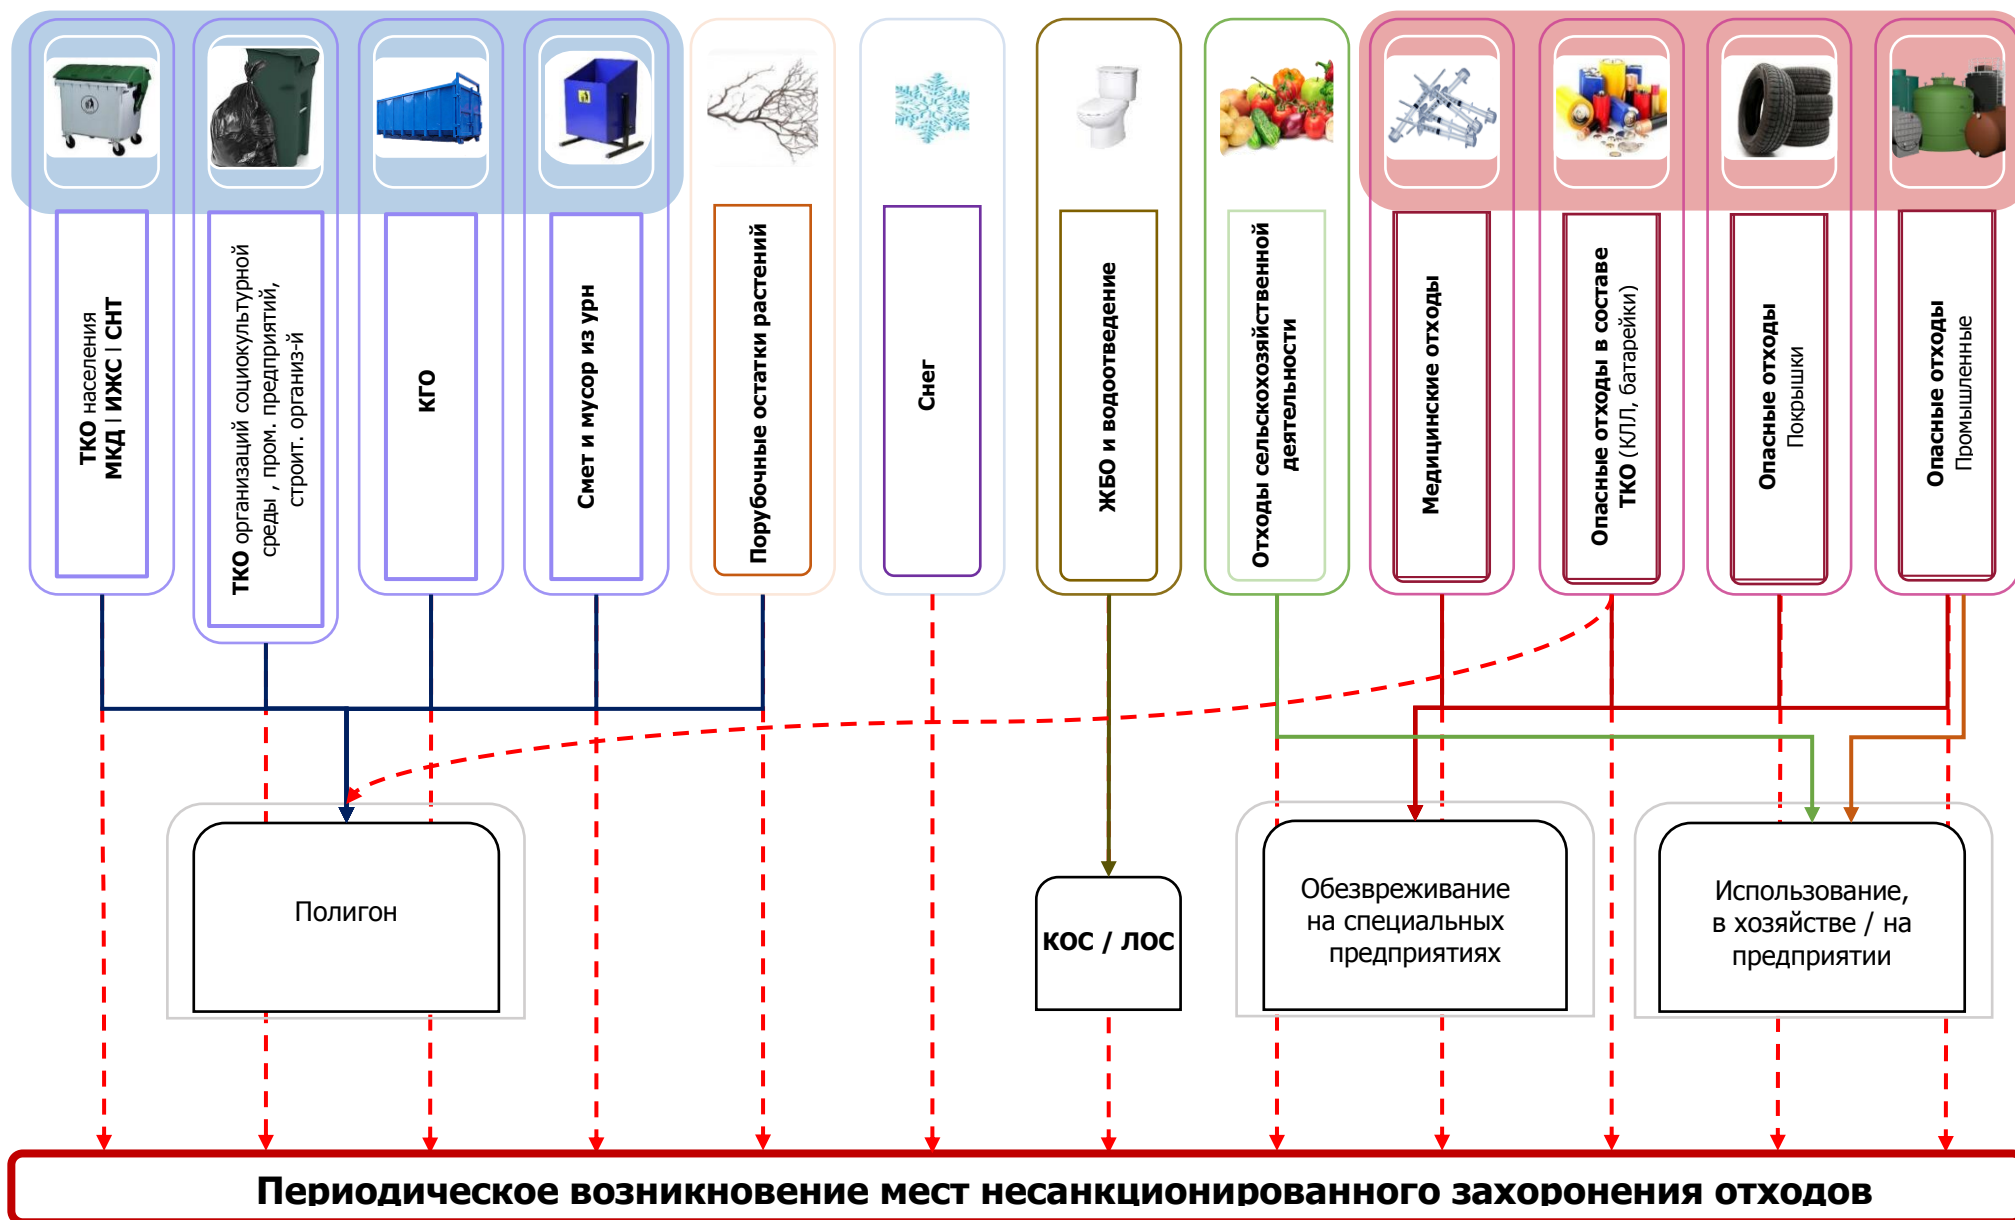 ТКО населения
МКД | ИЖС | СНТ
ТКО организаций социокультурной
среды , пром. предприятий,
строит. организ-й
КГО
Смет и мусор из урн
Порубочные остатки растений
Снег
ЖБО и водоотведение
Отходы сельскохозяйственной
деятельности
Медицинские отходы
Опасные отходы в составе
ТКО (КЛЛ, батарейки)
Опасные отходы
Покрышки
Опасные отходы
Промышленные
Полигон
КОС / ЛОС
Обезвреживание
на специальных
предприятиях
Использование,
в хозяйстве / на
предприятии
Периодическое возникновение мест несанкционированного захоронения отходов